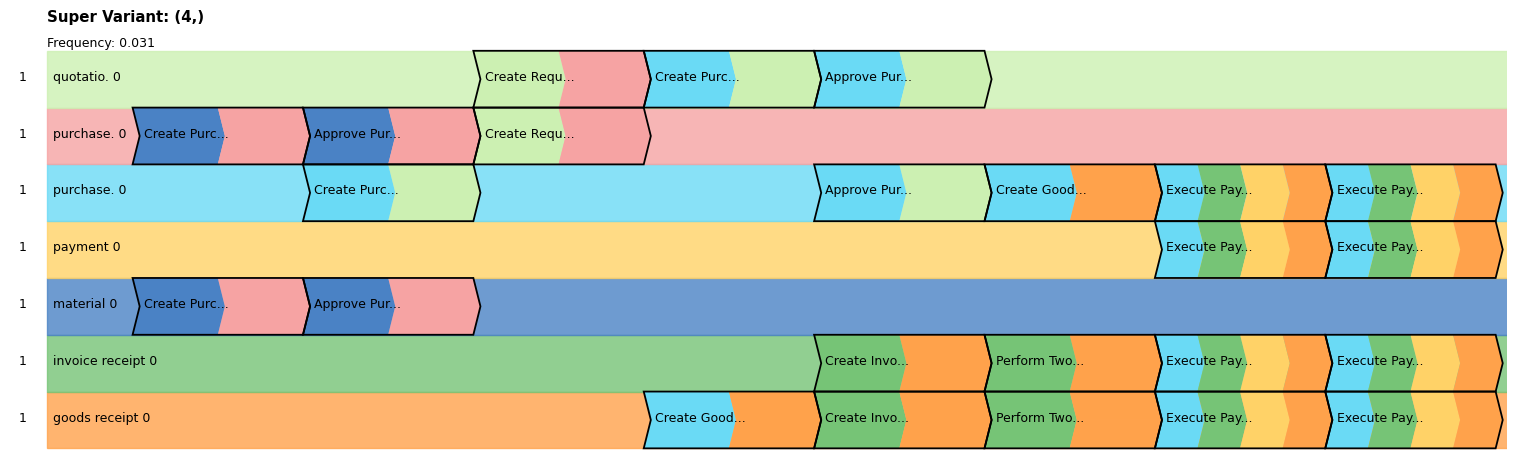 Super Variant: (4,)
Frequency: 0.031
1 quotatio. 0 Create Requ... Create Purc... Approve Pur...
1 purchase. 0 Create Purc... Approve Pur... Create Requ...
1 purchase. 0 Create Purc... Approve Pur... Create Good... Execute Pay... Execute Pay...
1 payment 0 Execute Pay... Execute Pay...
1 material 0 Create Purc... Approve Pur...
1 invoice receipt 0 Create Invo... Perform Two... Execute Pay... Execute Pay...
1 goods receipt 0 Create Good... Create Invo... Perform Two... Execute Pay... Execute Pay...